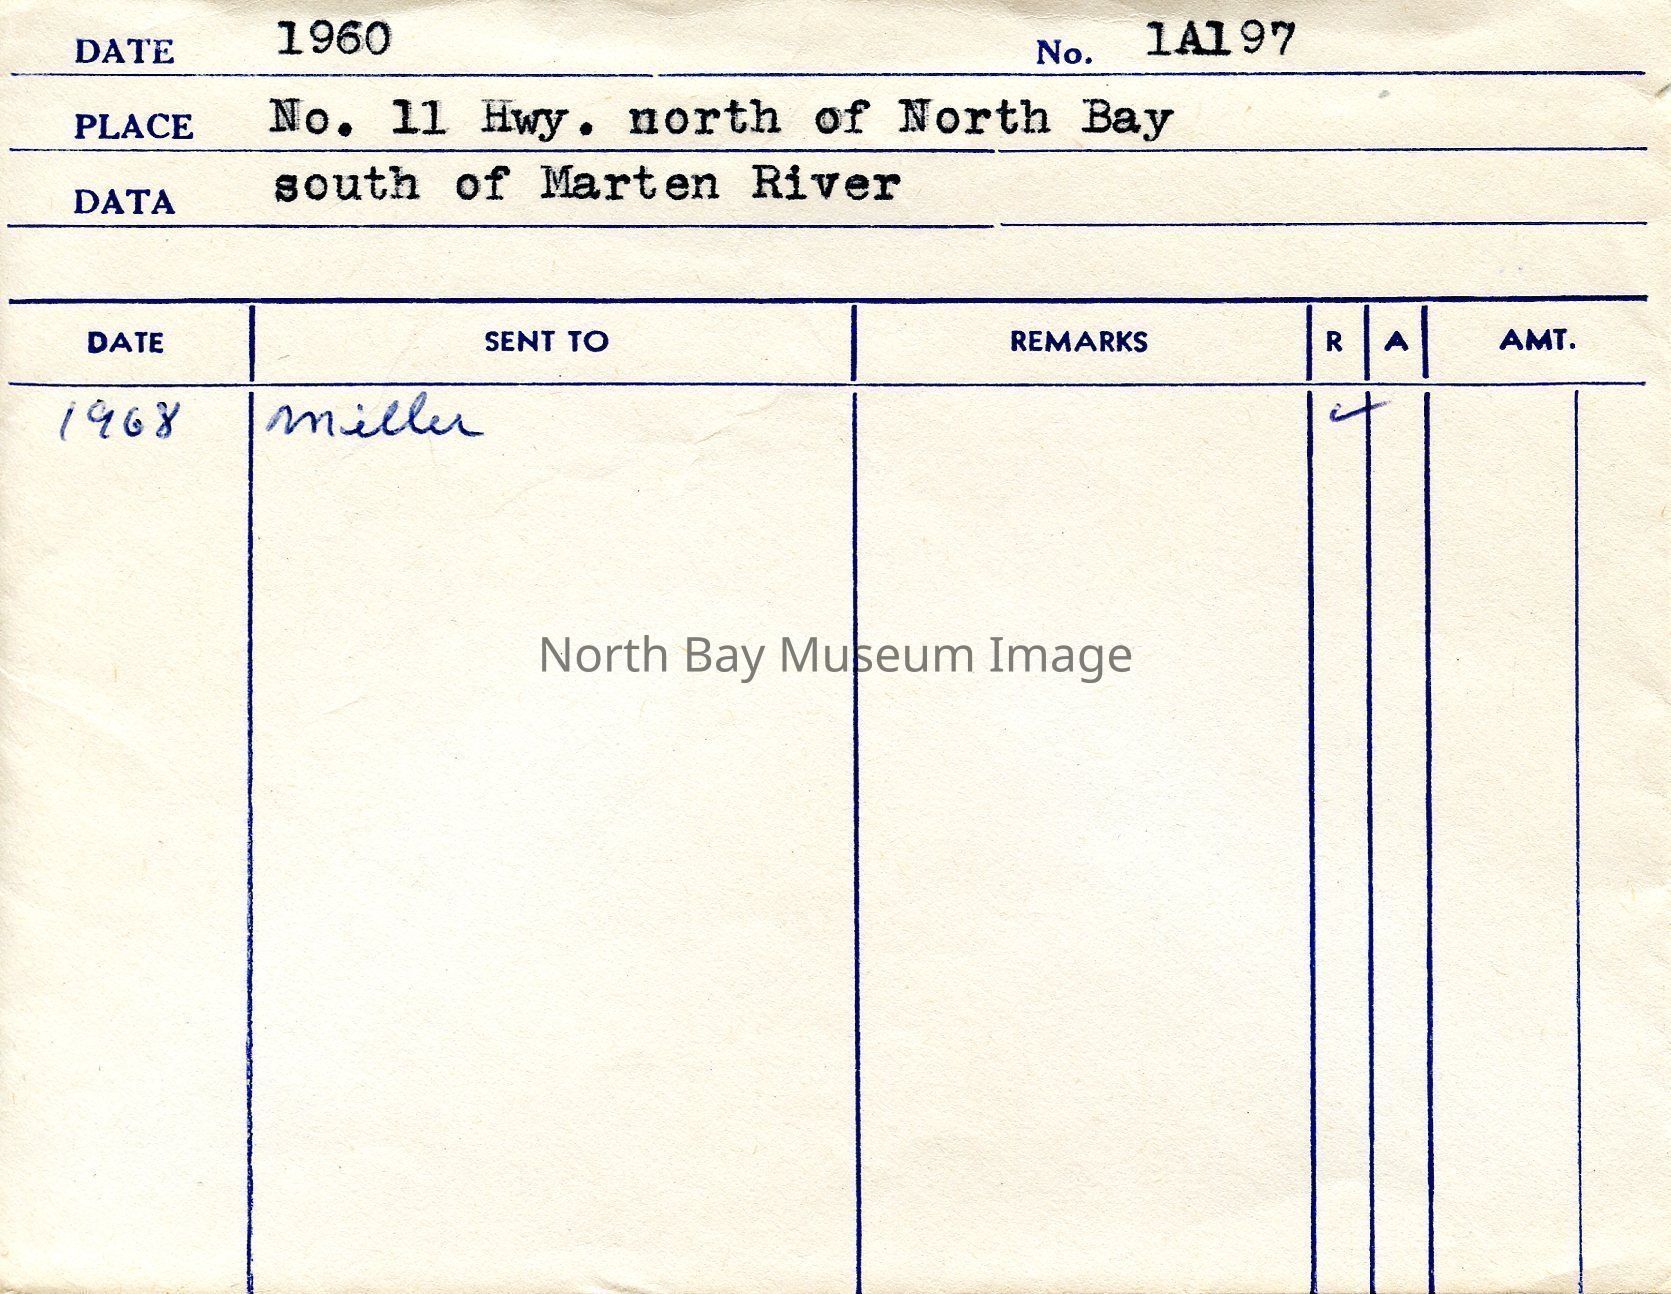 DATE 1960 No. 1A197
PLACE No. 11 Hwy. north of North Bay
DATA south of Marten River
DATE SENT TO REMARKS R A AMT.
1968 Miller ✓
North Bay Museum Image